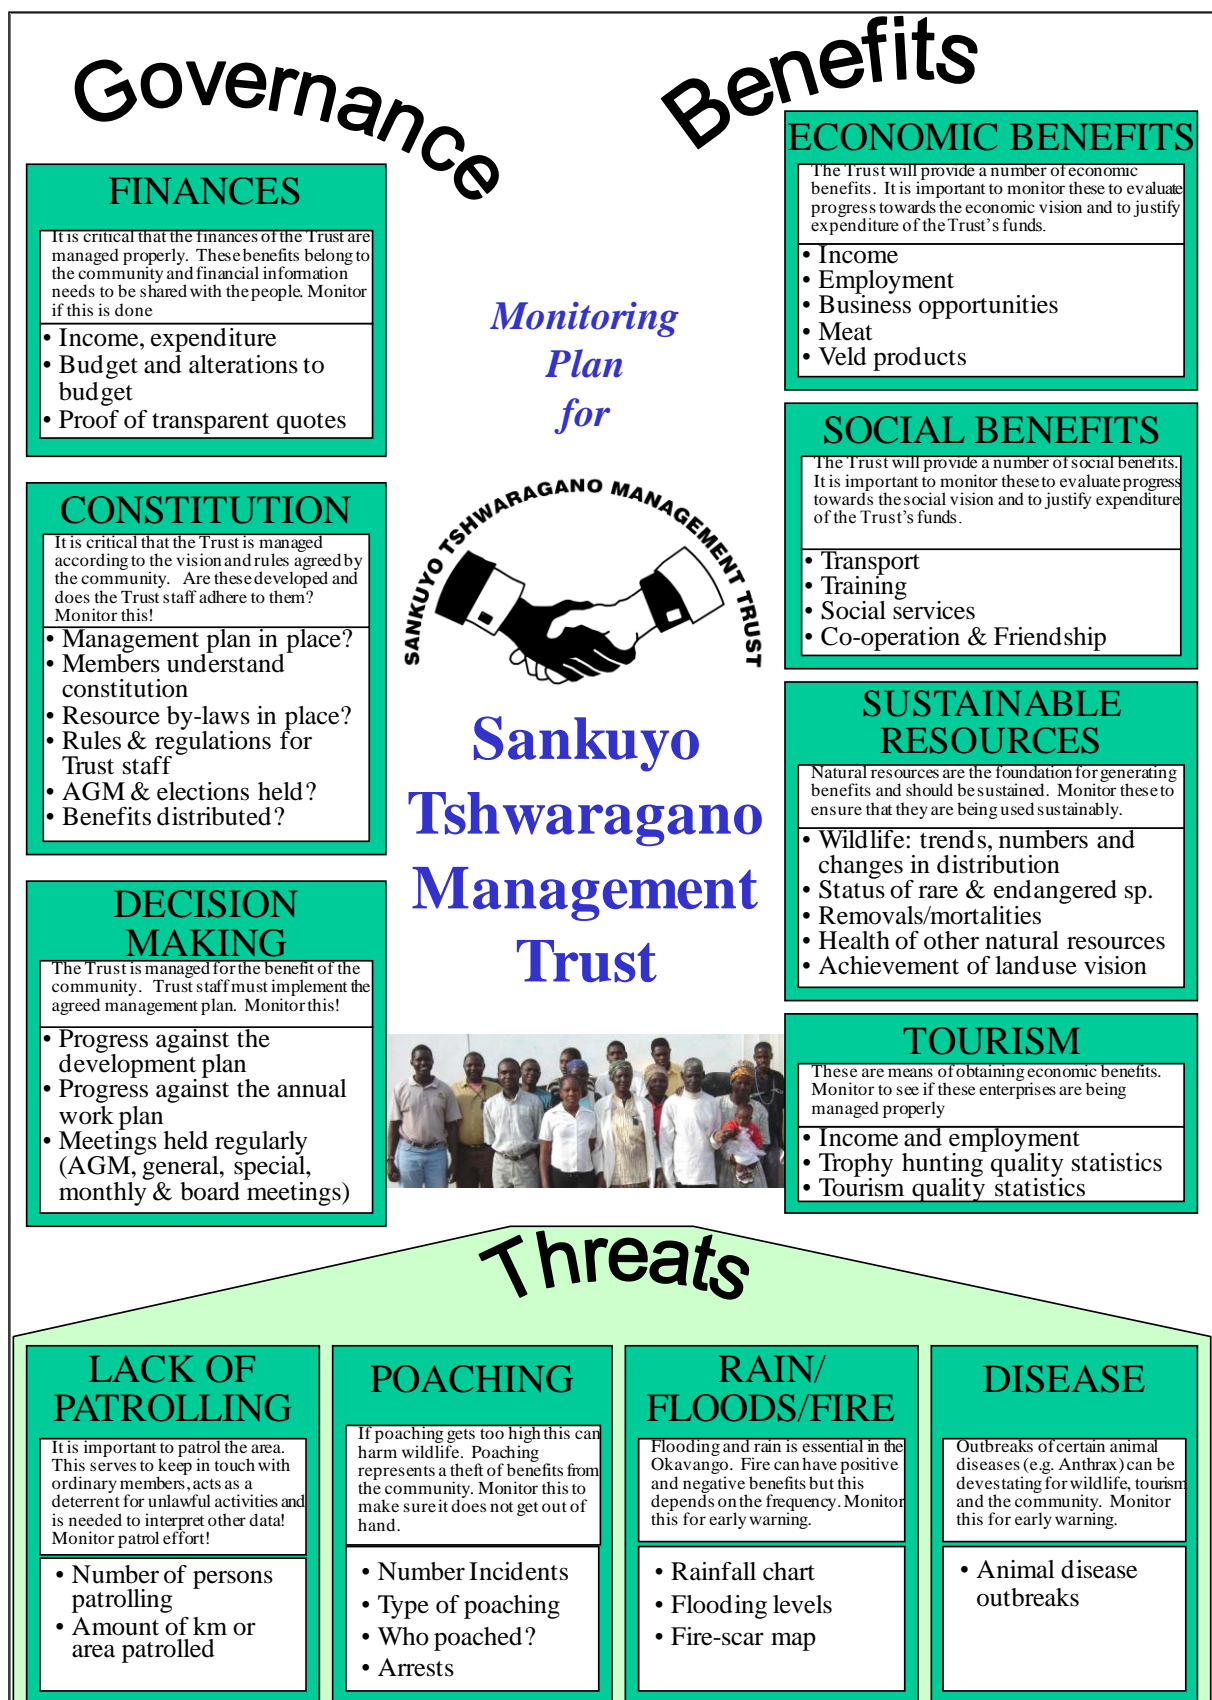 Governance
Benefits
FINANCES
It is critical that the finances of the Trust are
managed properly. These benefits belong to
the community and financial information
needs to be shared with the people. Monitor
if this is done
• Income, expenditure
• Budget and alterations to
budget
• Proof of transparent quotes
CONSTITUTION
It is critical that the Trust is managed
according to the vision and rules agreed by
the community. Are these developed and
does the Trust staff adhere to them?
Monitor this!
• Management plan in place?
• Members understand
constitution
• Resource by-laws in place?
• Rules & regulations for
Trust staff
• AGM & elections held?
• Benefits distributed?
DECISION
MAKING
The Trust is managed for the benefit of the
community. Trust staff must implement the
agreed management plan. Monitor this!
• Progress against the
development plan
• Progress against the annual
work plan
• Meetings held regularly
(AGM, general, special,
monthly & board meetings)
Monitoring
Plan
for
SANKUYO TSHWARAGANO MANAGEMENT TRUST
Sankuyo
Tshwaragano
Management
Trust
ECONOMIC BENEFITS
The Trust will provide a number of economic
benefits. It is important to monitor these to evaluate
progress towards the economic vision and to justify
expenditure of the Trust's funds.
• Income
• Employment
• Business opportunities
• Meat
• Veld products
SOCIAL BENEFITS
The Trust will provide a number of social benefits.
It is important to monitor these to evaluate progress
towards the social vision and to justify expenditure
of the Trust's funds.
• Transport
• Training
• Social services
• Co-operation & Friendship
SUSTAINABLE
RESOURCES
Natural resources are the foundation for generating
benefits and should be sustained. Monitor these to
ensure that they are being used sustainably.
• Wildlife: trends, numbers and
changes in distribution
• Status of rare & endangered sp.
• Removals/mortalities
• Health of other natural resources
• Achievement of landuse vision
TOURISM
These are means of obtaining economic benefits.
Monitor to see if these enterprises are being
managed properly
• Income and employment
• Trophy hunting quality statistics
• Tourism quality statistics
Threats
LACK OF
PATROLLING
It is important to patrol the area.
This serves to keep in touch with
ordinary members, acts as a
deterrent for unlawful activities and
is needed to interpret other data!
Monitor patrol effort!
• Number of persons
patrolling
• Amount of km or
area patrolled
POACHING
If poaching gets too high this can
harm wildlife. Poaching
represents a theft of benefits from
the community. Monitor this to
make sure it does not get out of
hand.
• Number Incidents
• Type of poaching
• Who poached?
• Arrests
RAIN/
FLOODS/FIRE
Flooding and rain is essential in the
Okavango. Fire can have positive
and negative benefits but this
depends on the frequency. Monitor
this for early warning.
• Rainfall chart
• Flooding levels
• Fire-scar map
DISEASE
Outbreaks of certain animal
diseases (e.g. Anthrax) can be
devestating for wildlife, tourism
and the community. Monitor
this for early warning.
• Animal disease
outbreaks